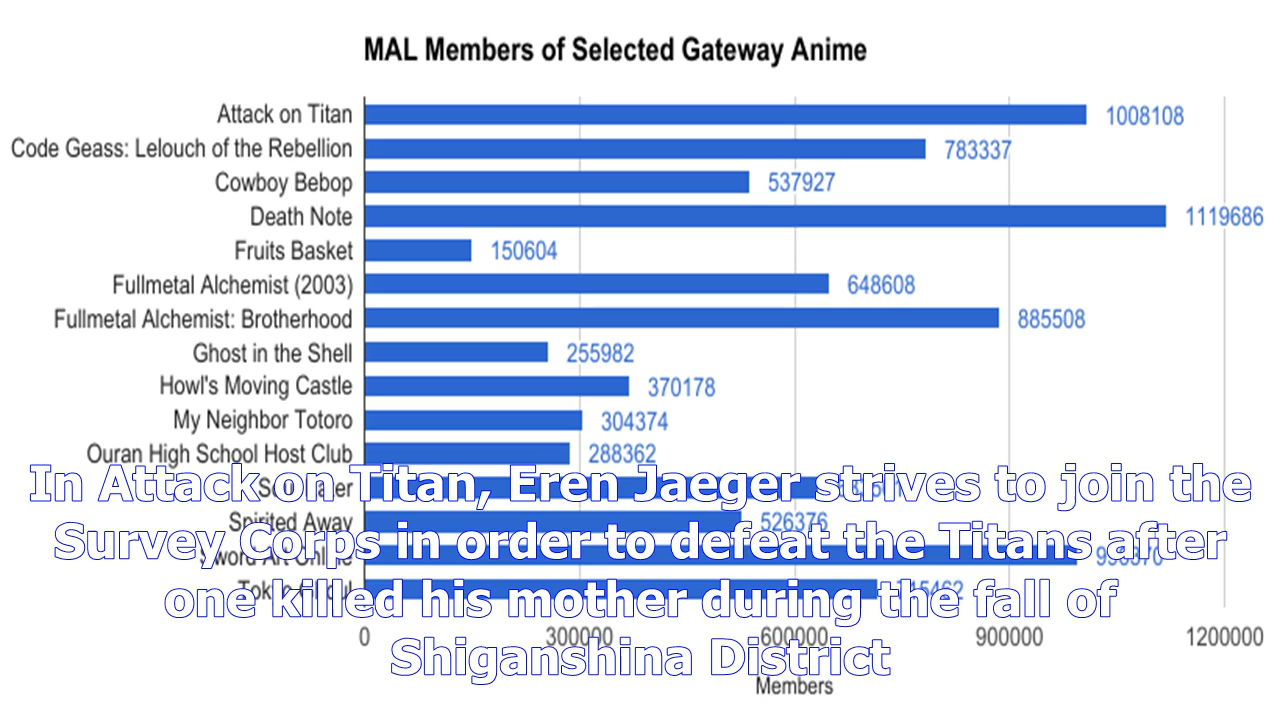 MAL Members of Selected Gateway Anime
Attack on Titan 1008108
Code Geass: Lelouch of the Rebellion 783337
Cowboy Bebop 537927
Death Note 1119686
Fruits Basket 150604
Fullmetal Alchemist (2003) 648608
Fullmetal Alchemist: Brotherhood 885508
Ghost in the Shell 255982
Howl's Moving Castle 370178
My Neighbor Totoro 304374
Ouran High School Host Club 288362
In Attack on Titan, Eren Jaeger strives to join the
Spirited Away 526376
Survey Corps in order to defeat the Titans after
Sword Art Online
one killed his mother during the fall of
0 300000 600000 900000 1200000
Shiganshina District
Members